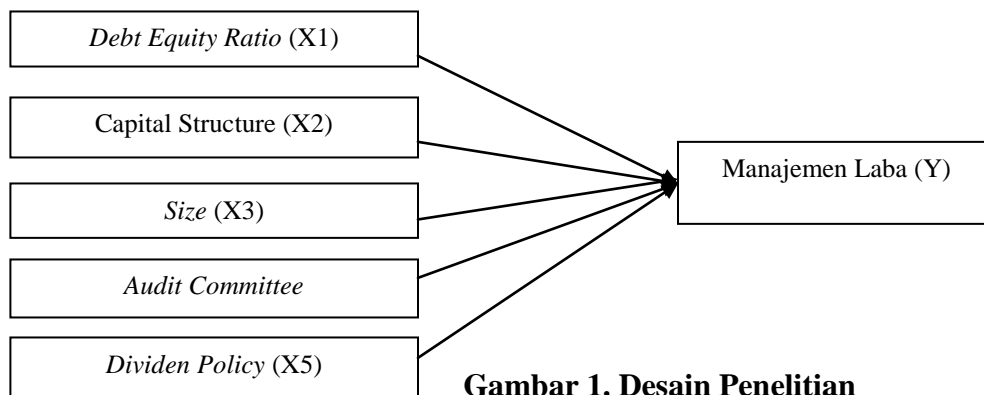 Debt Equity Ratio (X1)
Capital Structure (X2)
Size (X3)
Audit Committee
Dividen Policy (X5)
Manajemen Laba (Y)
Gambar 1. Desain Penelitian